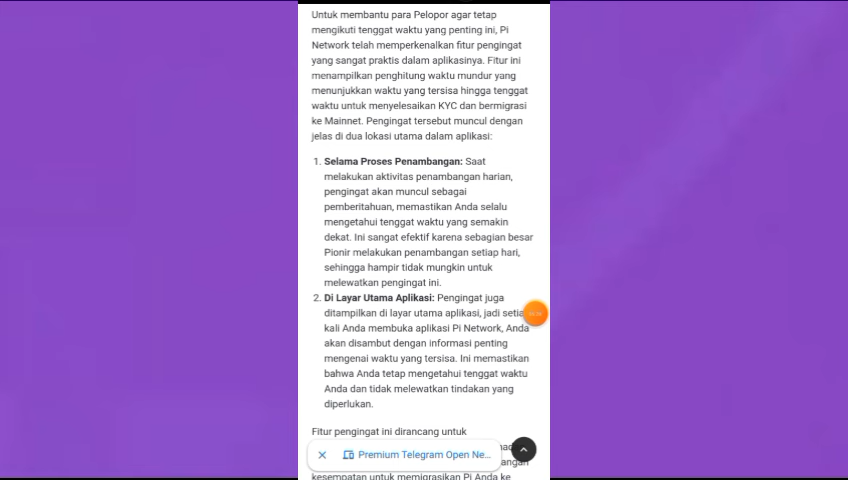 Untuk membantu para Pelopor agar tetap
mengikuti tenggat waktu yang penting ini, Pi
Network telah memperkenalkan fitur pengingat
yang sangat praktis dalam aplikasinya. Fitur ini
menampilkan penghitung waktu mundur yang
menunjukkan waktu yang tersisa hingga tenggat
waktu untuk menyelesaikan KYC dan bermigrasi
ke Mainnet. Pengingat tersebut muncul dengan
jelas di dua lokasi utama dalam aplikasi:
1. Selama Proses Penambangan: Saat
melakukan aktivitas penambangan harian,
pengingat akan muncul sebagai
pemberitahuan, memastikan Anda selalu
mengetahui tenggat waktu yang semakin
dekat. Ini sangat efektif karena sebagian besar
Pionir melakukan penambangan setiap hari,
sehingga hampir tidak mungkin untuk
melewatkan pengingat ini.
2. Di Layar Utama Aplikasi: Pengingat juga
ditampilkan di layar utama aplikasi, jadi setia
kali Anda membuka aplikasi Pi Network, Anda
akan disambut dengan informasi penting
mengenai waktu yang tersisa. Ini memastikan
bahwa Anda tetap mengetahui tenggat waktu
Anda dan tidak melewatkan tindakan yang
diperlukan.
Fitur pengingat ini dirancang untuk
Premium Telegram Open Ne...
kesempatan untuk memigrasikan Pi Anda ke